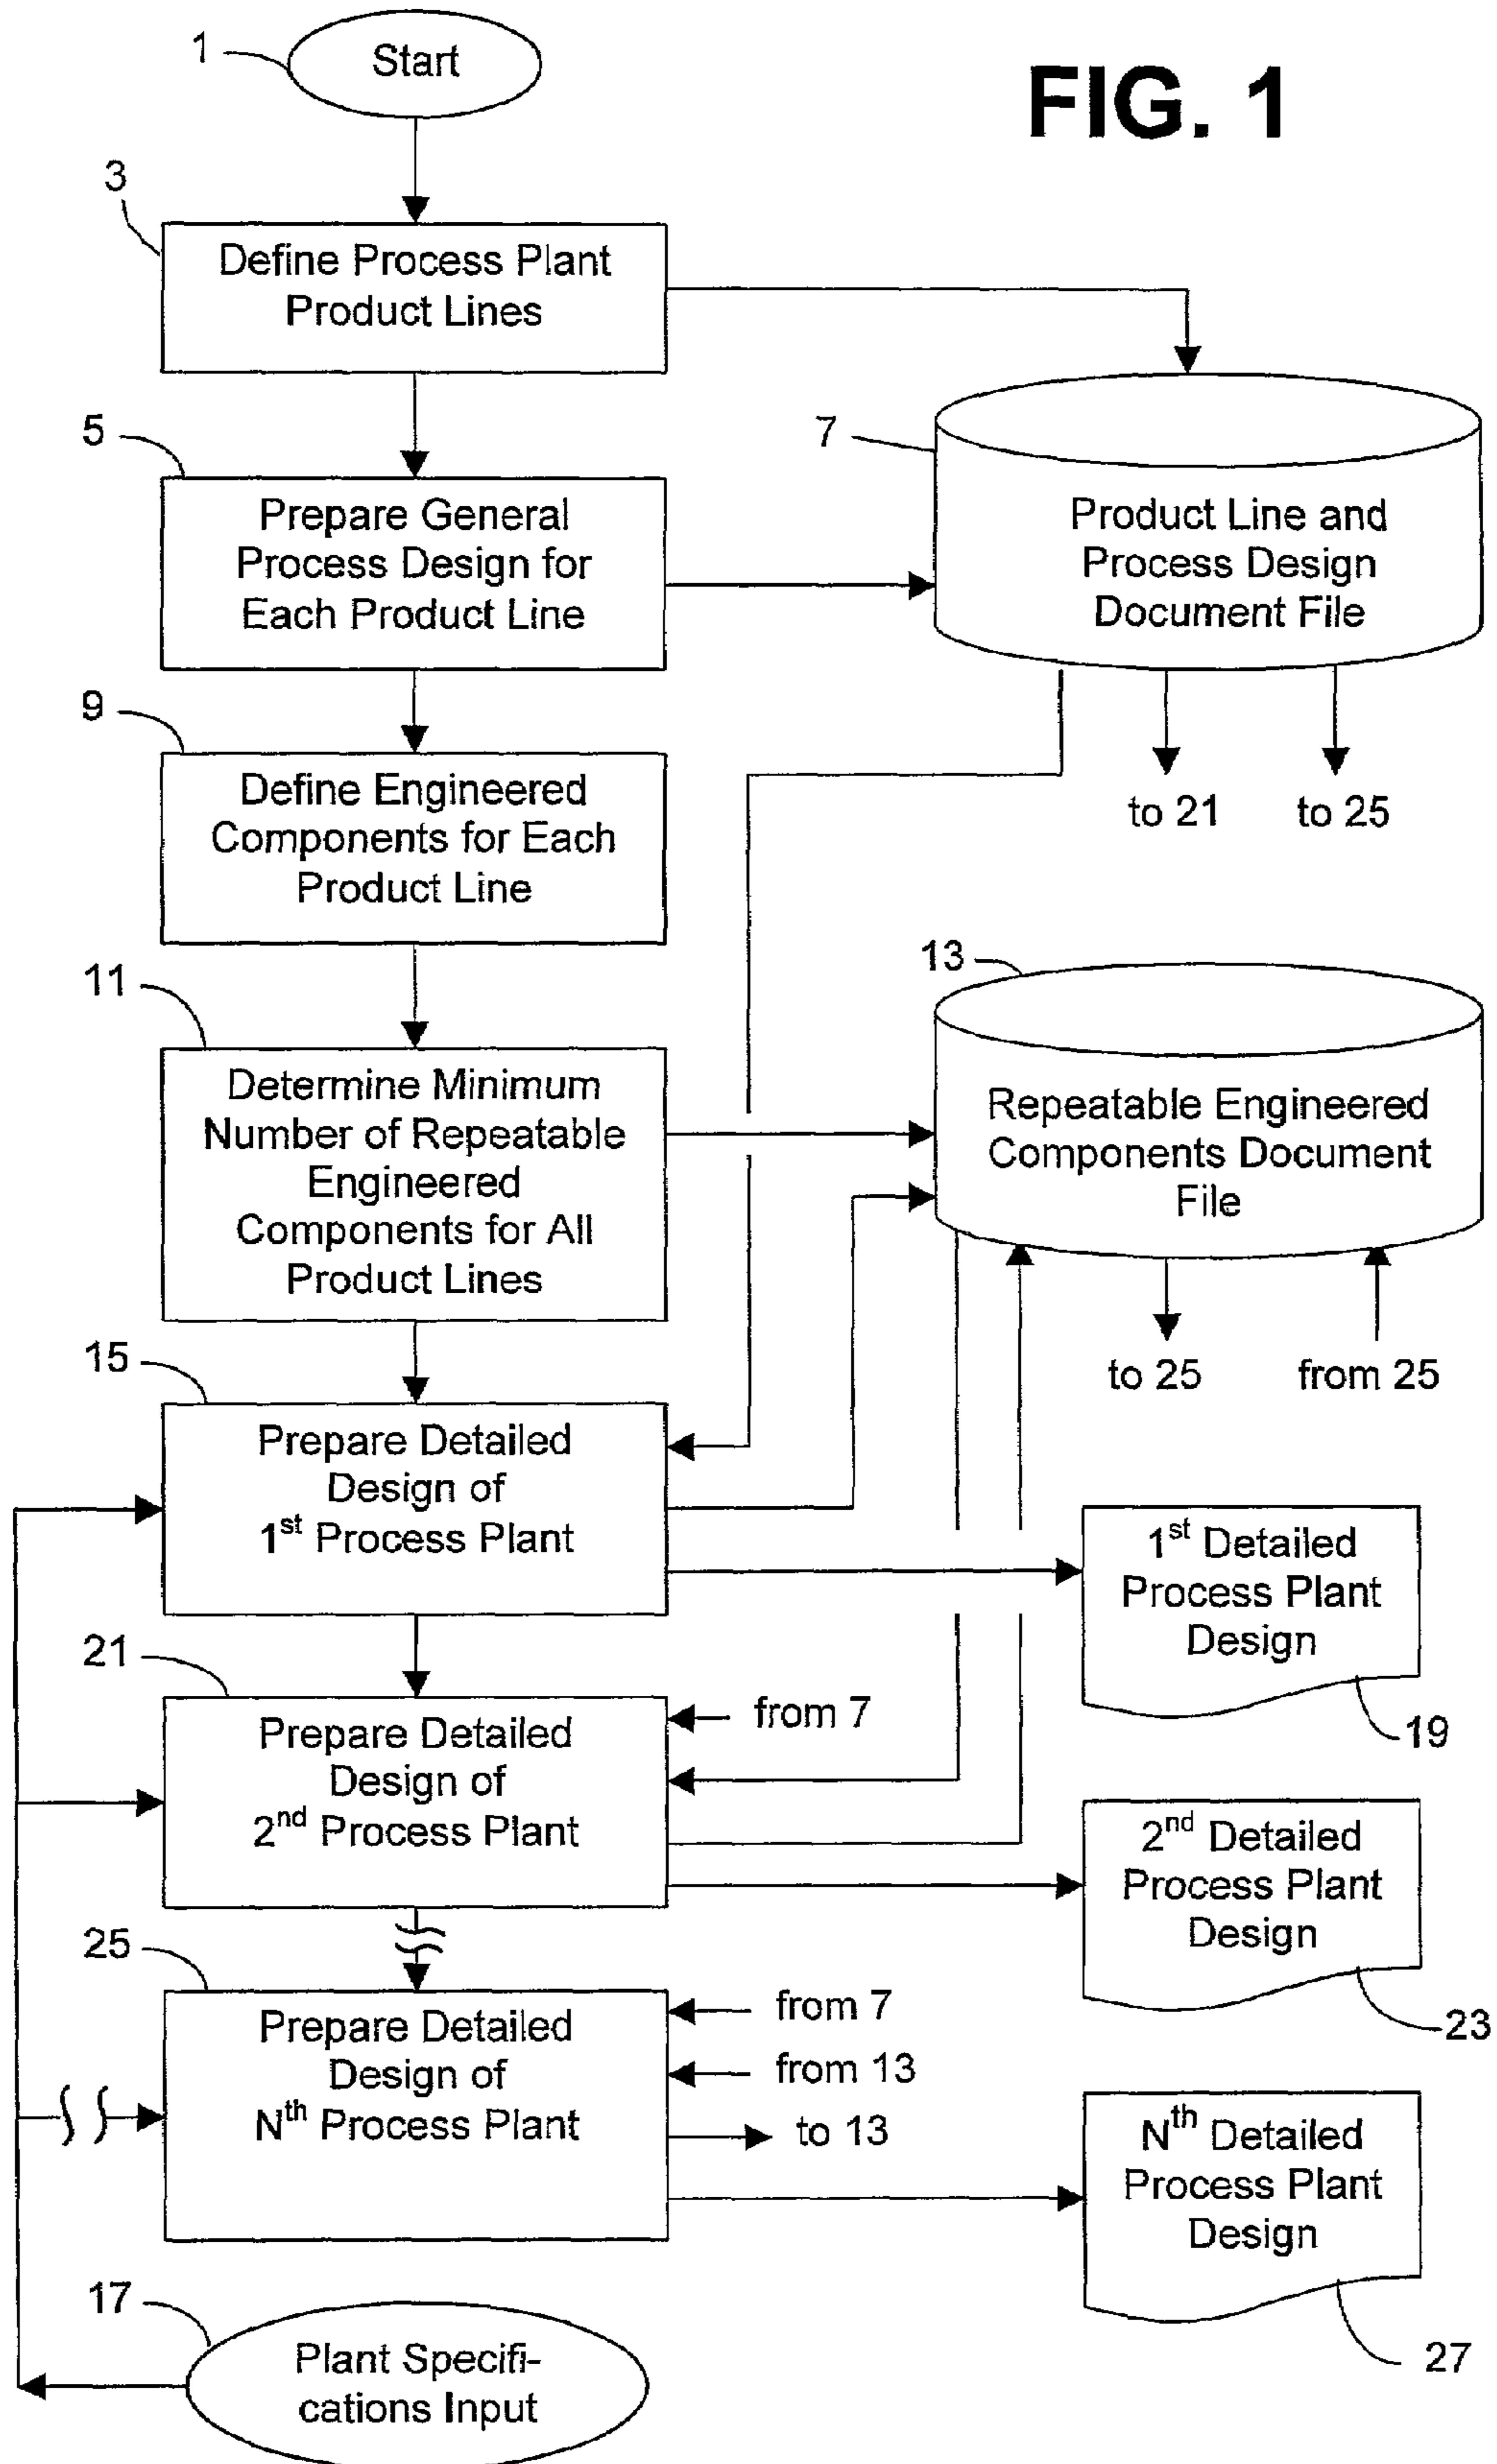 1
Start
FIG. 1
3
Define Process Plant
Product Lines
5
Prepare General
Process Design for
Each Product Line
7
Product Line and
Process Design
Document File
to 21
to 25
9
Define Engineered
Components for Each
Product Line
11
Determine Minimum
Number of Repeatable
Engineered
Components for All
Product Lines
13
Repeatable Engineered
Components Document
File
to 25
from 25
15
Prepare Detailed
Design of
1st Process Plant
1st Detailed
Process Plant
Design
19
21
Prepare Detailed
Design of
2nd Process Plant
from 7
2nd Detailed
Process Plant
Design
23
25
Prepare Detailed
Design of
Nth Process Plant
from 7
from 13
to 13
Nth Detailed
Process Plant
Design
27
17
Plant Specifi-
cations Input